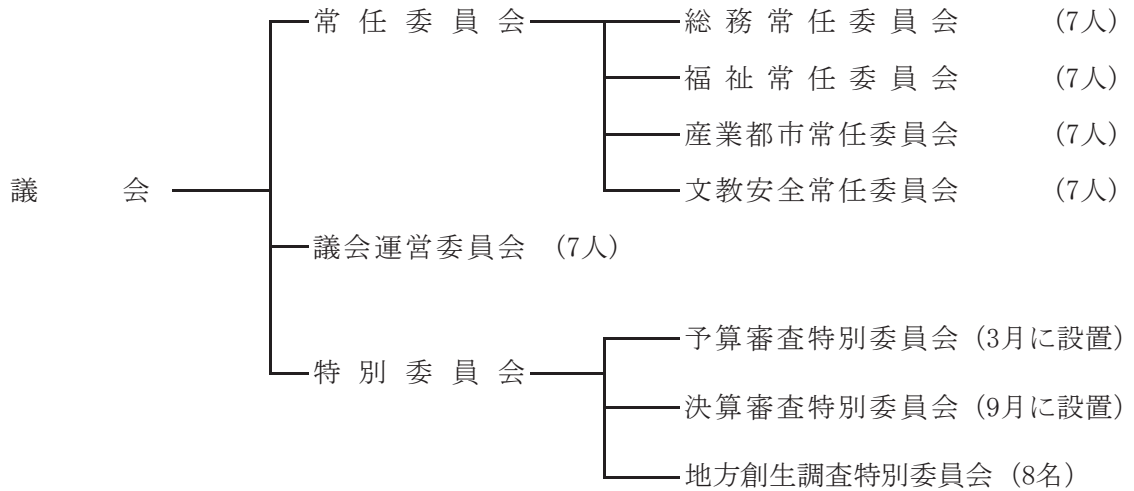 常任委員会 総務常任委員会 (7人)
福祉常任委員会 (7人)
産業都市常任委員会 (7人)
議会 文教安全常任委員会 (7人)
議会運営委員会 (7人)
予算審査特別委員会 (3月に設置)
特別委員会
決算審査特別委員会 (9月に設置)
地方創生調査特別委員会 (8名)